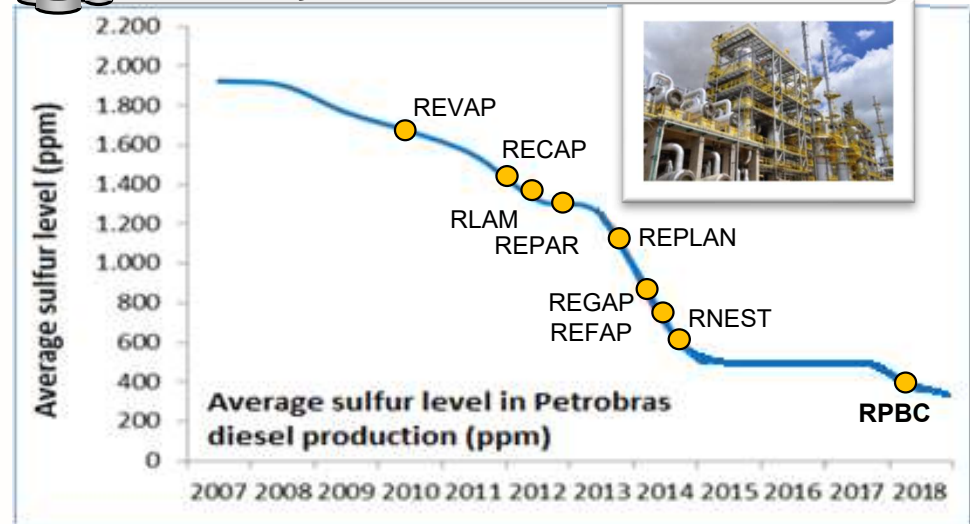 Average sulfur level (ppm)
2.200
2.000
1.800
1.600
1.400
1.200
1.000
800
600
400
200
0
REVAP
RECAP
RLAM
REPAR
REPLAN
REGAP
REFAP
RNEST
RPBC
Average sulfur level in Petrobras
diesel production (ppm)
2007 2008 2009 2010 2011 2012 2013 2014 2015 2016 2017 2018